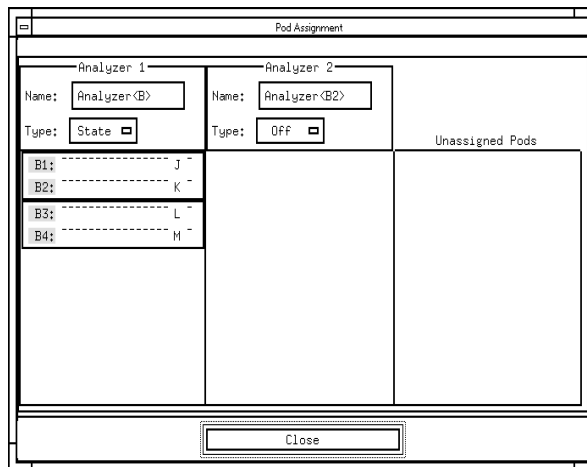 Pod Assignment
Analyzer 1
Name: Analyzer<B>
Type: State
Analyzer 2
Name: Analyzer<B2>
Type: Off
Unassigned Pods
B1: ---------------- J -
B2: ---------------- K -
B3: ---------------- L -
B4: ---------------- M -
Close